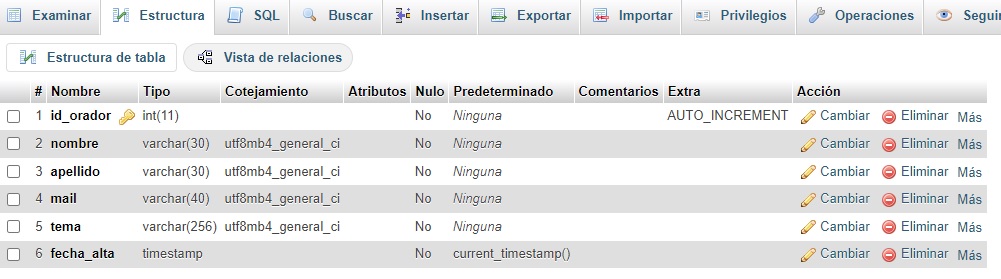 Examinar Estructura SQL Buscar Insertar Exportar Importar Privilegios Operaciones Seguir
Estructura de tabla Vista de relaciones
# Nombre Tipo Cotejamiento Atributos Nulo Predeterminado Comentarios Extra Acción
1 id_orador int(11) No Ninguna AUTO_INCREMENT Cambiar Eliminar Más
2 nombre varchar(30) utf8mb4_general_ci No Ninguna Cambiar Eliminar Más
3 apellido varchar(30) utf8mb4_general_ci No Ninguna Cambiar Eliminar Más
4 mail varchar(40) utf8mb4_general_ci No Ninguna Cambiar Eliminar Más
5 tema varchar(256) utf8mb4_general_ci No Ninguna Cambiar Eliminar Más
6 fecha_alta timestamp No current_timestamp() Cambiar Eliminar Más